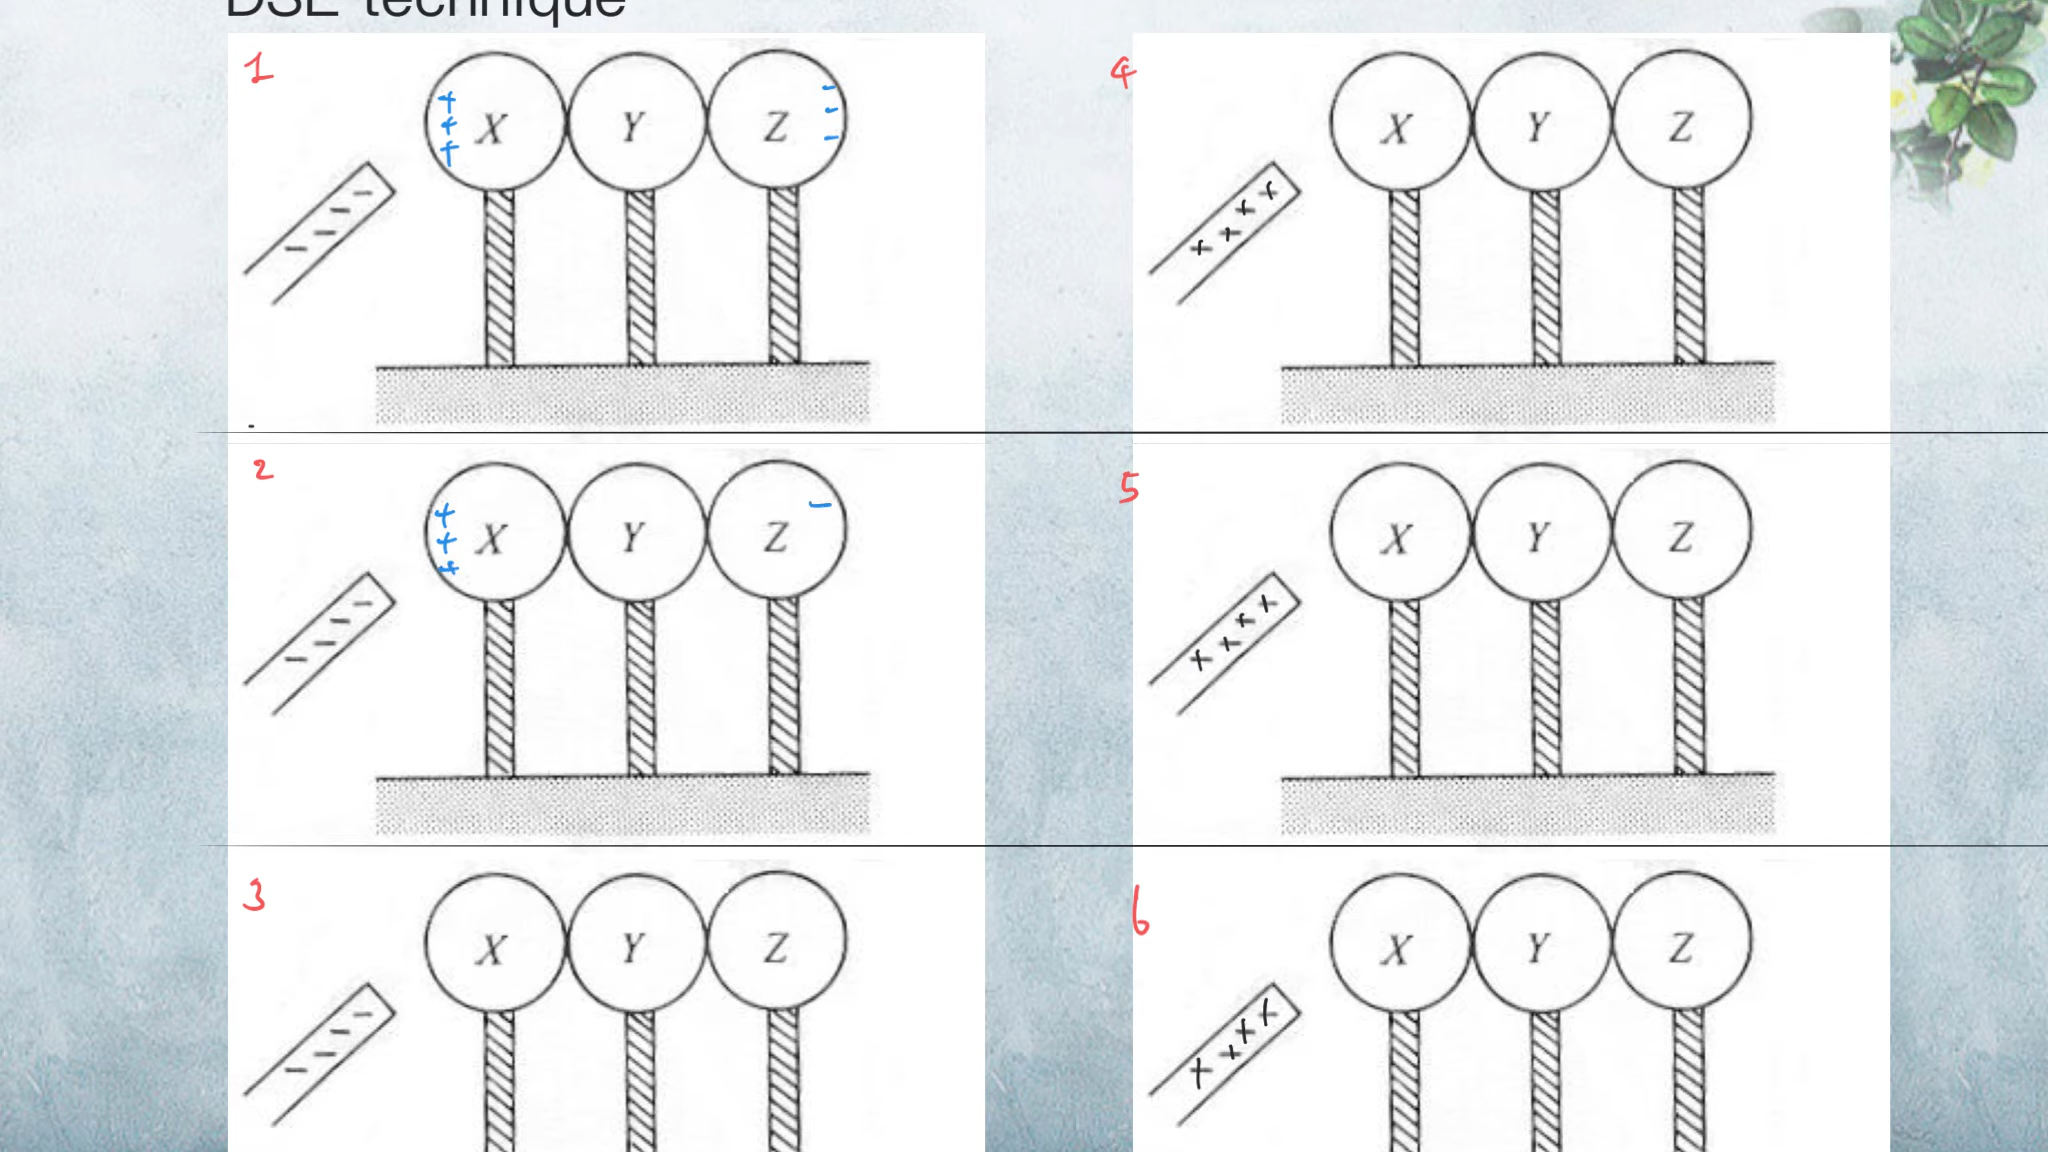 DSE technique
1
+
+
+
X Y Z
-
-
-
- - - -
2
+
+
+
X Y Z
-
- - - -
3
X Y Z
- - - -
4
X Y Z
+ + + +
5
X Y Z
+ + + +
6
X Y Z
+ + + +